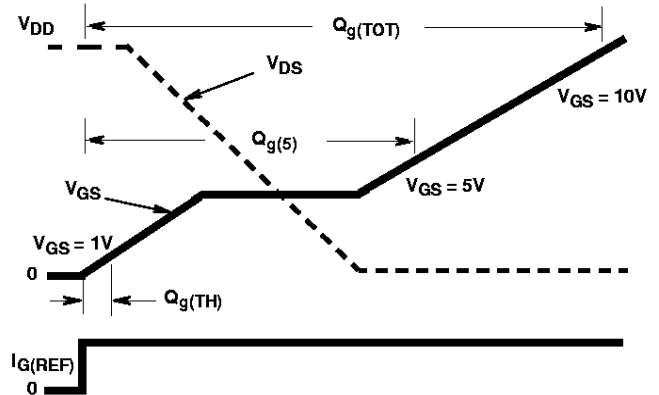 V_DD
Q_g(TOT)
V_DS
V_GS = 10V
Q_g(5)
V_GS
V_GS = 5V
V_GS = 1V
0
Q_g(TH)
I_G(REF)
0